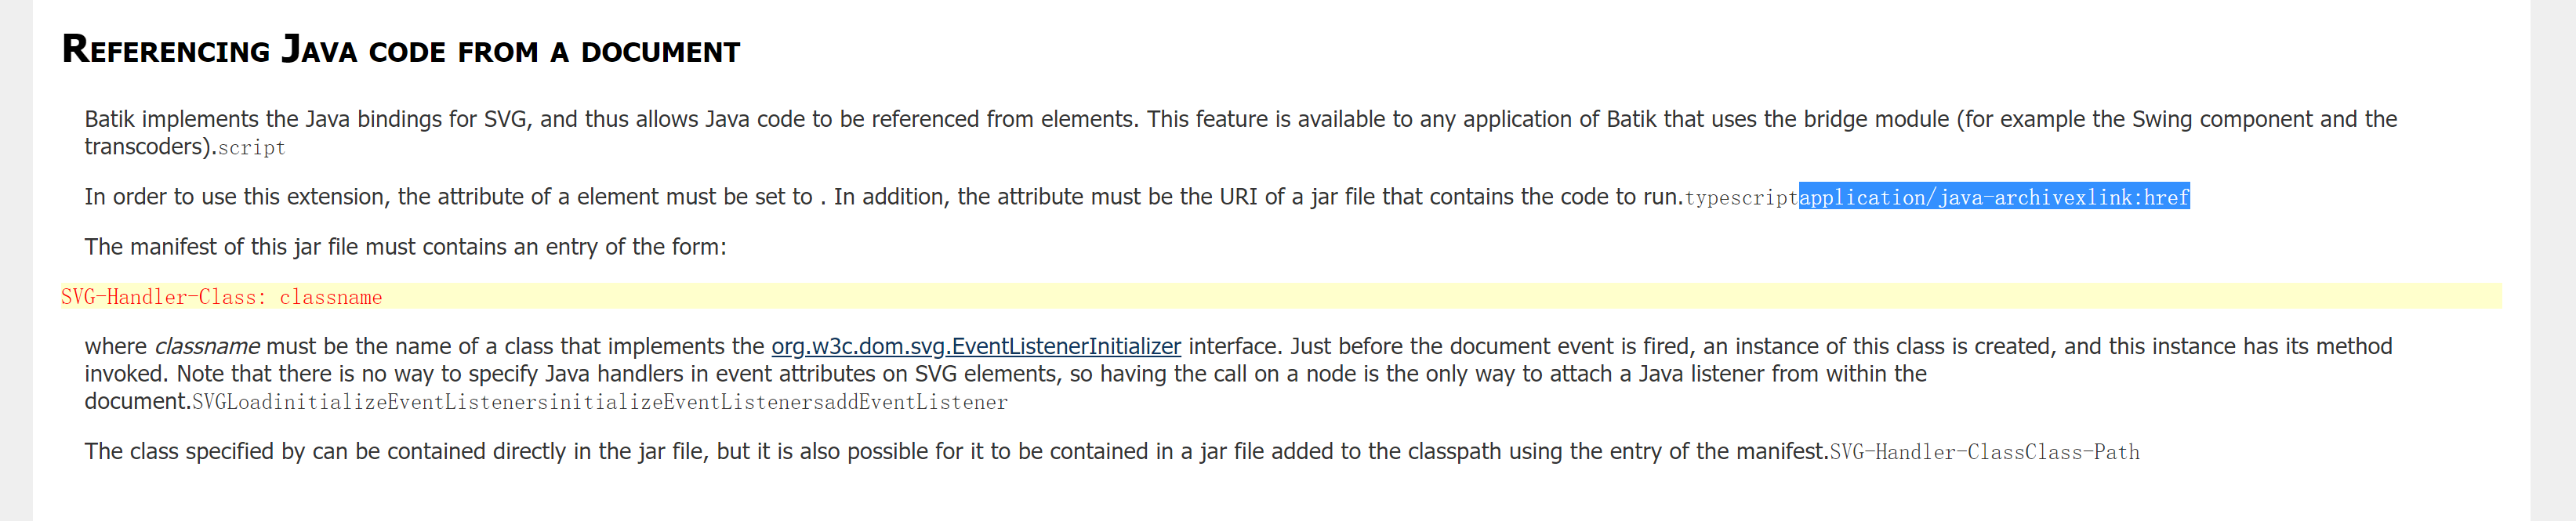 Referencing Java code from a document
Batik implements the Java bindings for SVG, and thus allows Java code to be referenced from elements. This feature is available to any application of Batik that uses the bridge module (for example the Swing component and the
transcoders).script
In order to use this extension, the attribute of a element must be set to . In addition, the attribute must be the URI of a jar file that contains the code to run.typescriptapplication/java-archivexlink:href
The manifest of this jar file must contains an entry of the form:
SVG-Handler-Class: classname
where classname must be the name of a class that implements the org.w3c.dom.svg.EventListenerInitializer interface. Just before the document event is fired, an instance of this class is created, and this instance has its method
invoked. Note that there is no way to specify Java handlers in event attributes on SVG elements, so having the call on a node is the only way to attach a Java listener from within the
document.SVGLoadinitializeEventListenersinitializeEventListenersaddEventListener
The class specified by can be contained directly in the jar file, but it is also possible for it to be contained in a jar file added to the classpath using the entry of the manifest.SVG-Handler-ClassClass-Path